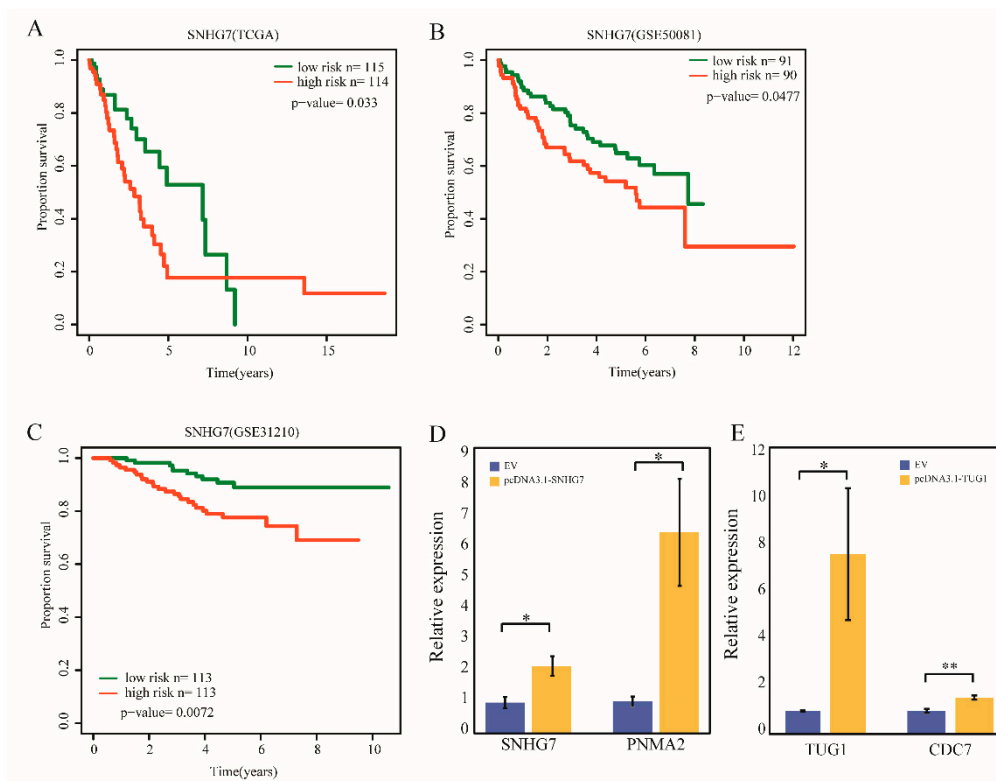 A
SNHG7(TCGA)
low risk n= 115
high risk n= 114
p-value= 0.033
Proportion survival
0.0
0.2
0.4
0.6
0.8
1.0
0 5 10 15
Time(years)
B
SNHG7(GSE50081)
low risk n= 91
high risk n= 90
p-value= 0.0477
Proportion survival
0.0
0.2
0.4
0.6
0.8
1.0
0 2 4 6 8 10 12
Time(years)
C
SNHG7(GSE31210)
low risk n= 113
high risk n= 113
p-value= 0.0072
Proportion survival
0.0
0.2
0.4
0.6
0.8
1.0
0 2 4 6 8 10
Time(years)
D
EV
pcDNA3.1-SNHG7
*
*
Relative expression
0
1
2
3
4
5
6
7
8
9
SNHG7 PNMA2
E
EV
pcDNA3.1-TUG1
*
**
Relative expression
0
2
4
6
8
10
12
TUG1 CDC7